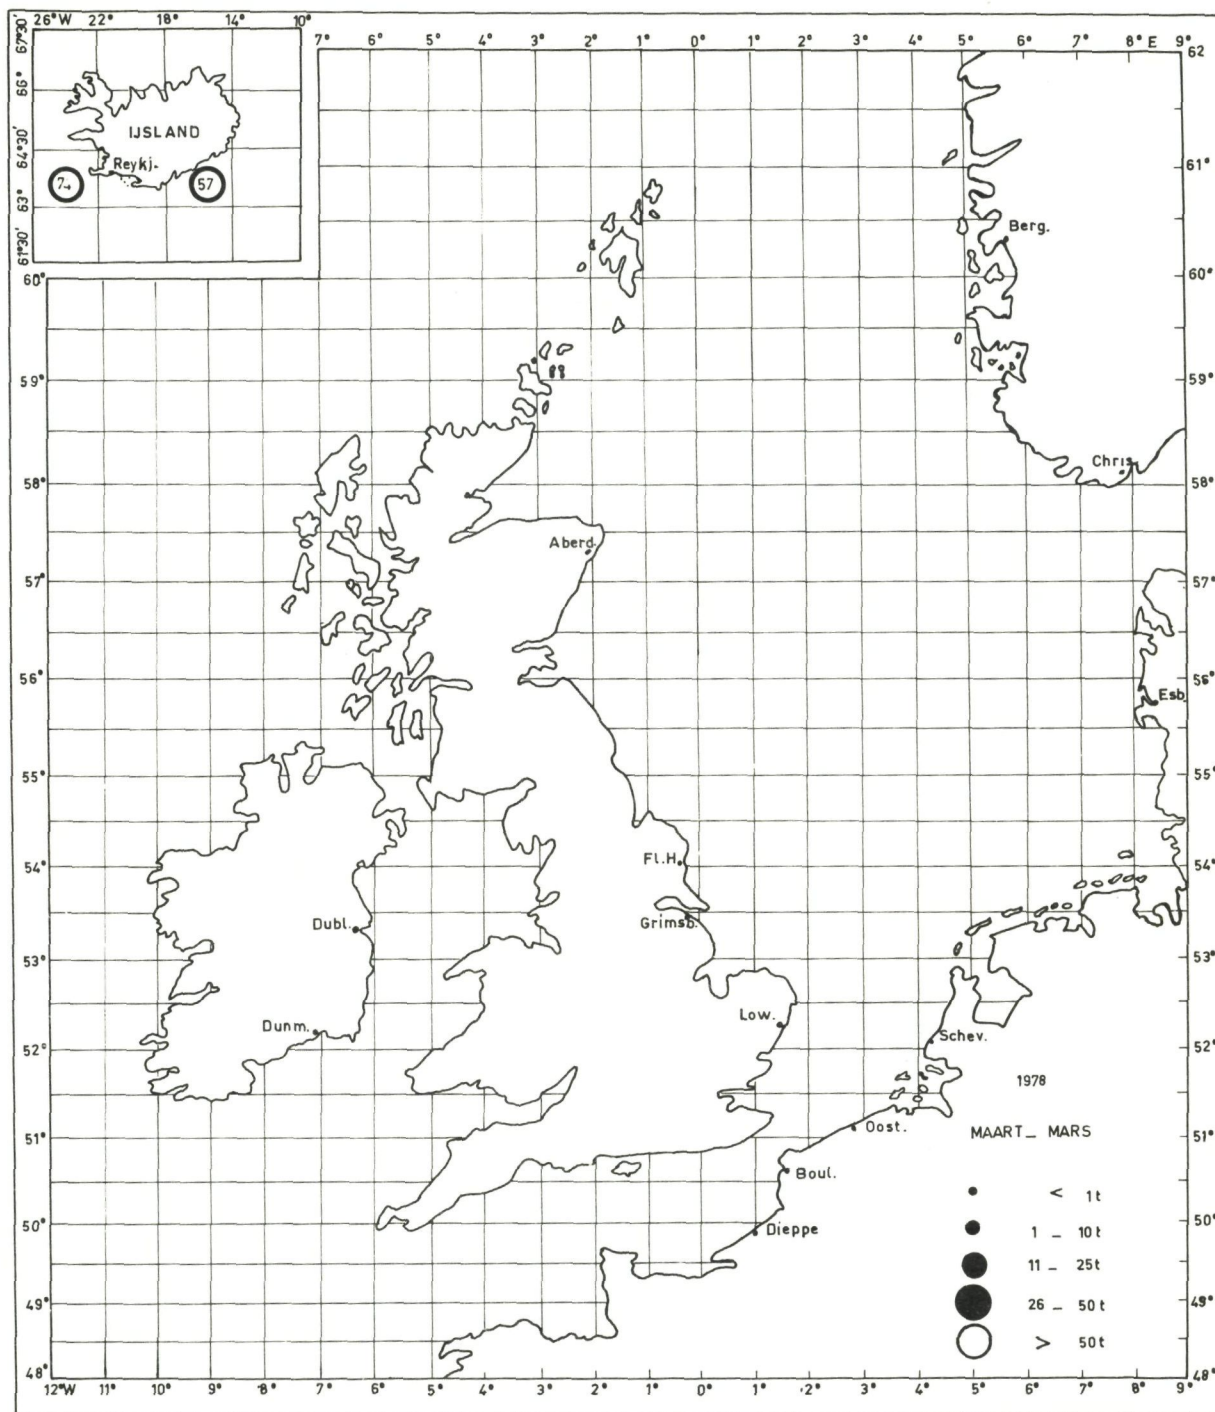 26°W 22° 18° 14° 10°
67°30' 66° 64°30' 63° 61°30'
IJSLAND
Reykj.
57
7° 6° 5° 4° 3° 2° 1° 0° 1° 2° 3° 4° 5° 6° 7° 8° E 9°
62
61°
Berg.
60° 60°
59° 59°
Chris.
58° 58°
Aberd.
57° 57°
56° 56°
Esb
55° 55°
54° Fl.H. 54°
Dubl. Grimsb.
53° 53°
Low.
Dunm. Schev.
52° 52°
1978
Oost.
51° MAART _ MARS 51°
Boul.
< 1t
50° Dieppe 50°
1 _ 10t
11 _ 25t
49° 26 _ 50t 49°
> 50t
48° 48°
12°W 11° 10° 9° 8° 7° 6° 5° 4° 3° 2° 1° 0° 1° 2° 3° 4° 5° 6° 7° 8° 9°